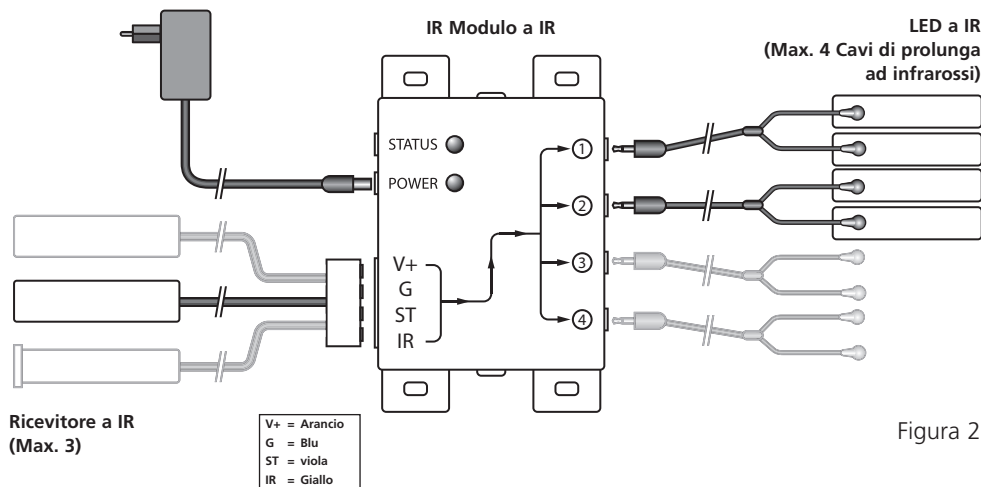 IR Modulo a IR
LED a IR
(Max. 4 Cavi di prolunga
ad infrarossi)
STATUS
POWER
1
2
3
4
V+
G
ST
IR
Ricevitore a IR
(Max. 3)
V+ = Arancio
G = Blu
ST = viola
IR = Giallo
Figura 2